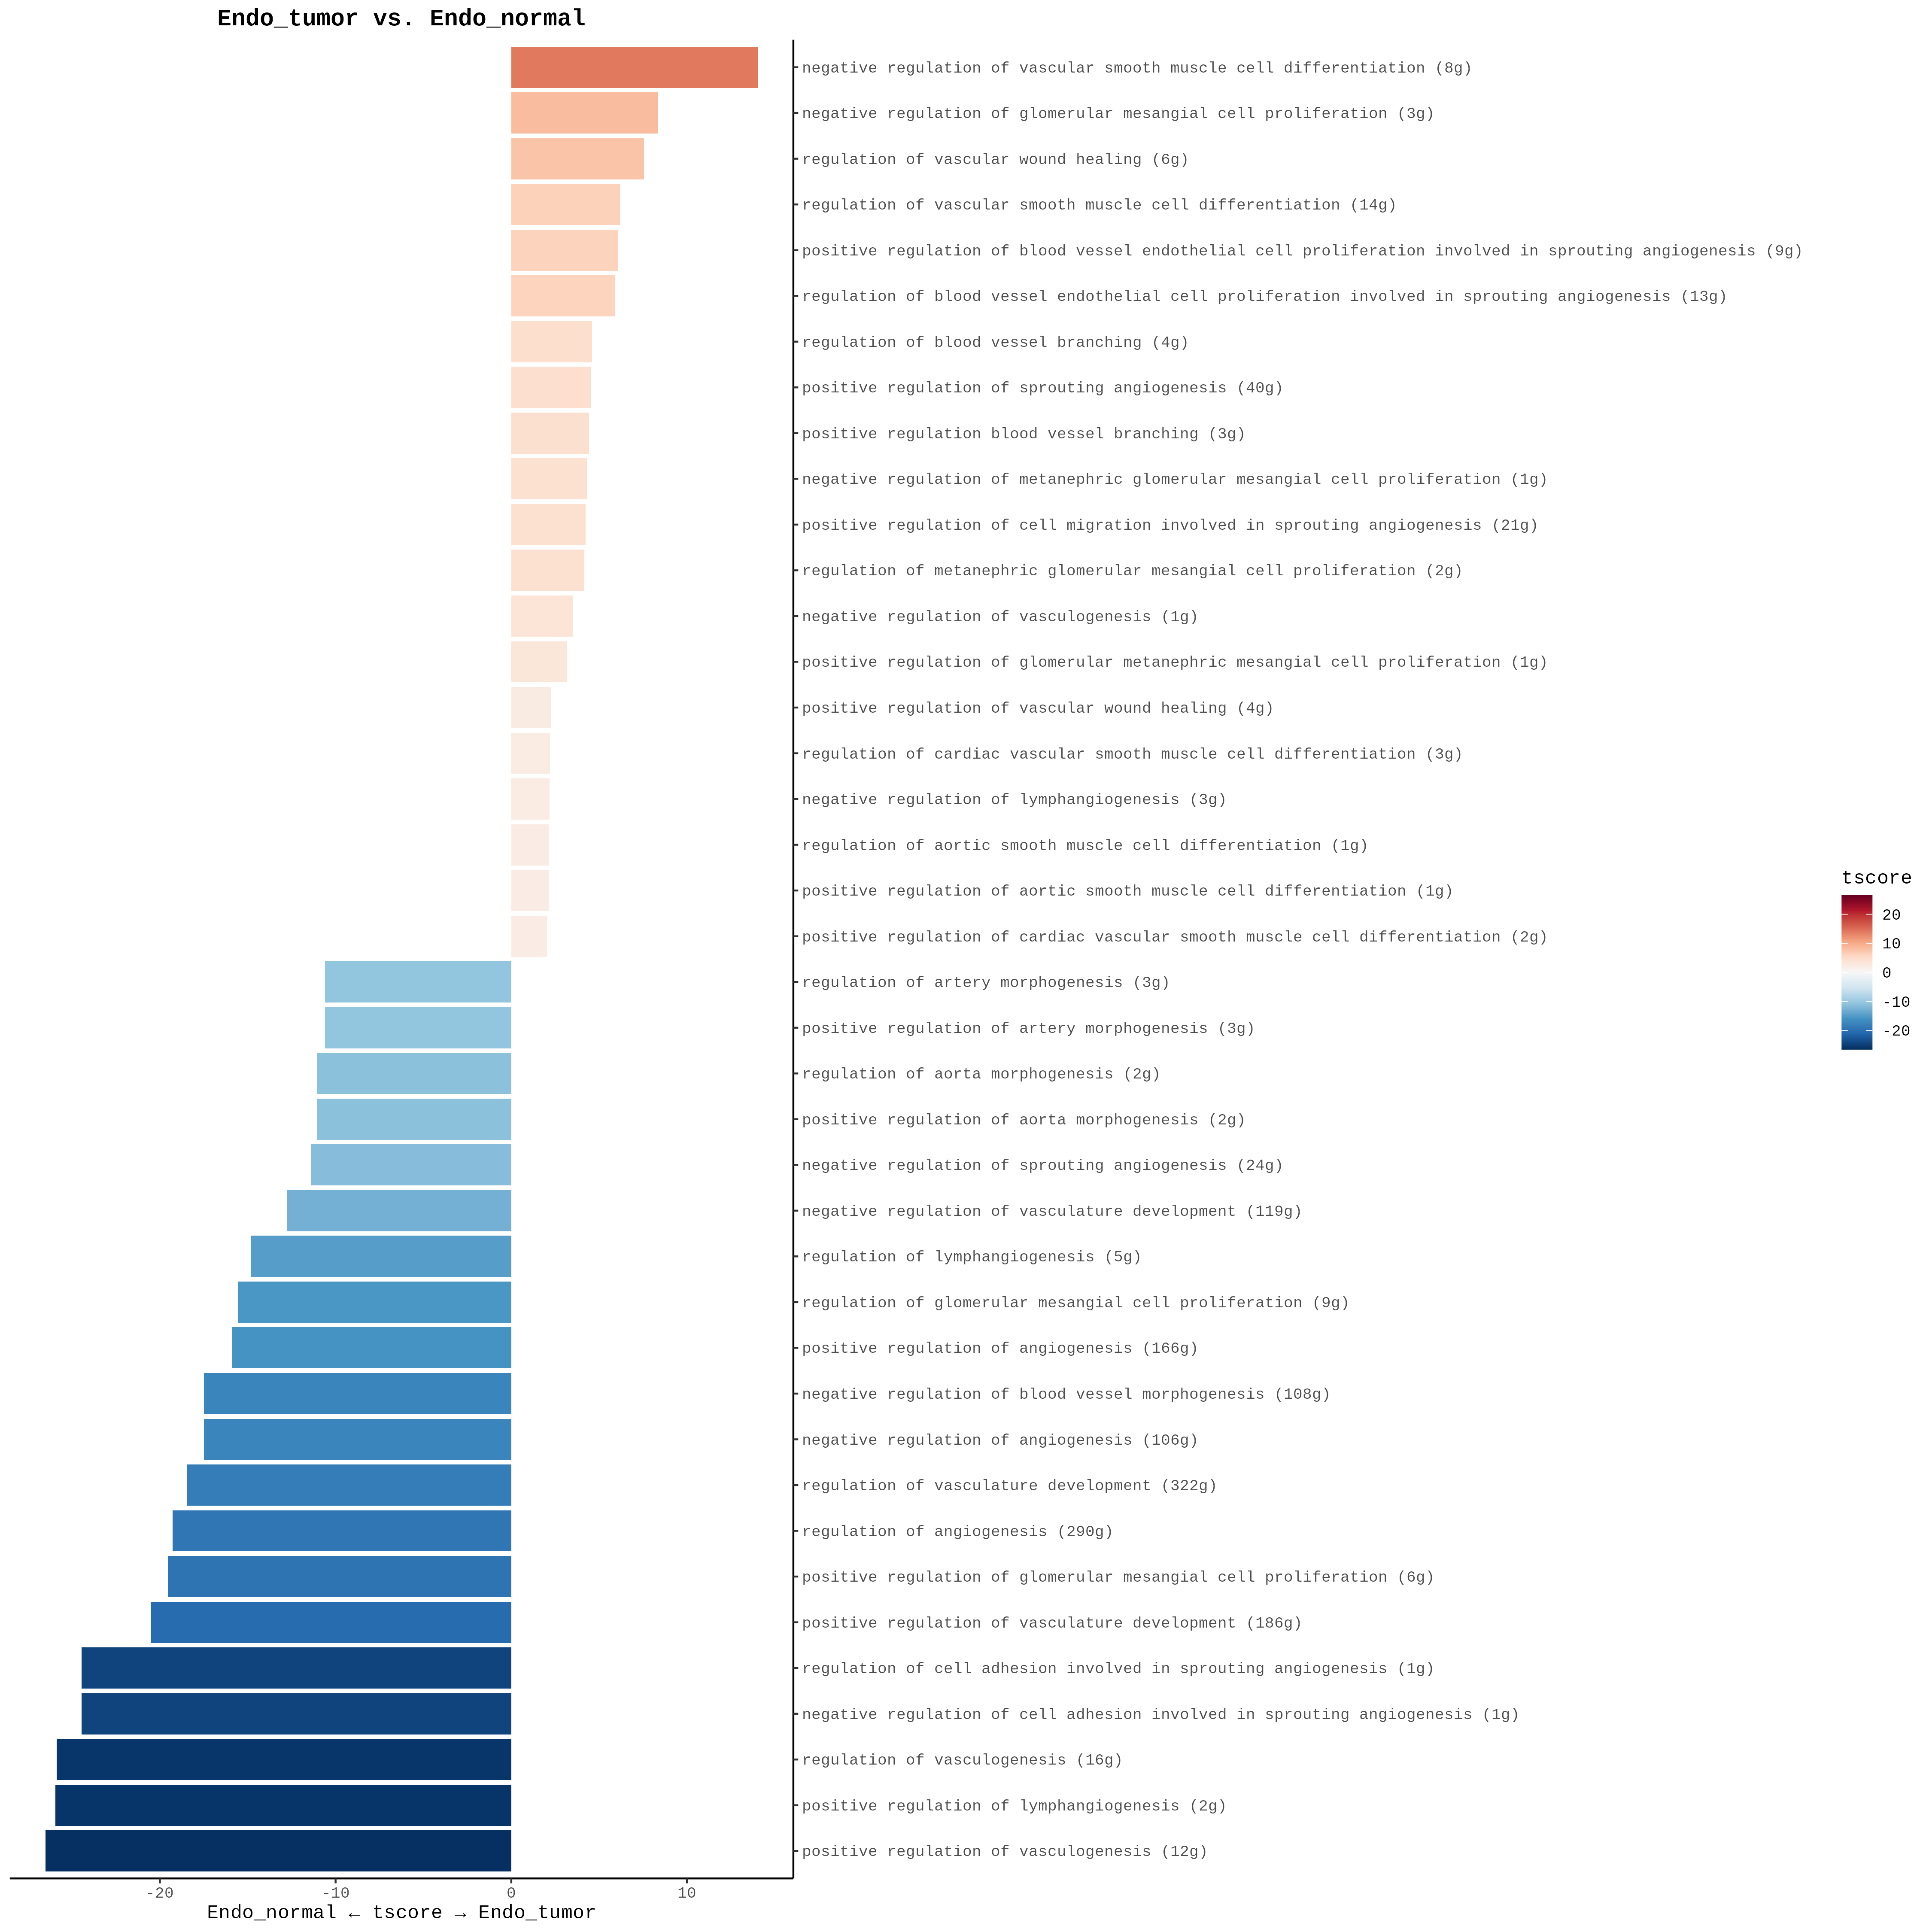 Endo_tumor vs. Endo_normal
negative regulation of vascular smooth muscle cell differentiation (8g)
negative regulation of glomerular mesangial cell proliferation (3g)
regulation of vascular wound healing (6g)
regulation of vascular smooth muscle cell differentiation (14g)
positive regulation of blood vessel endothelial cell proliferation involved in sprouting angiogenesis (9g)
regulation of blood vessel endothelial cell proliferation involved in sprouting angiogenesis (13g)
regulation of blood vessel branching (4g)
positive regulation of sprouting angiogenesis (40g)
positive regulation blood vessel branching (3g)
negative regulation of metanephric glomerular mesangial cell proliferation (1g)
positive regulation of cell migration involved in sprouting angiogenesis (21g)
regulation of metanephric glomerular mesangial cell proliferation (2g)
negative regulation of vasculogenesis (1g)
positive regulation of glomerular metanephric mesangial cell proliferation (1g)
positive regulation of vascular wound healing (4g)
regulation of cardiac vascular smooth muscle cell differentiation (3g)
negative regulation of lymphangiogenesis (3g)
regulation of aortic smooth muscle cell differentiation (1g)
positive regulation of aortic smooth muscle cell differentiation (1g)
positive regulation of cardiac vascular smooth muscle cell differentiation (2g)
regulation of artery morphogenesis (3g)
positive regulation of artery morphogenesis (3g)
regulation of aorta morphogenesis (2g)
positive regulation of aorta morphogenesis (2g)
negative regulation of sprouting angiogenesis (24g)
negative regulation of vasculature development (119g)
regulation of lymphangiogenesis (5g)
regulation of glomerular mesangial cell proliferation (9g)
positive regulation of angiogenesis (166g)
negative regulation of blood vessel morphogenesis (108g)
negative regulation of angiogenesis (106g)
regulation of vasculature development (322g)
regulation of angiogenesis (290g)
positive regulation of glomerular mesangial cell proliferation (6g)
positive regulation of vasculature development (186g)
regulation of cell adhesion involved in sprouting angiogenesis (1g)
negative regulation of cell adhesion involved in sprouting angiogenesis (1g)
regulation of vasculogenesis (16g)
positive regulation of lymphangiogenesis (2g)
positive regulation of vasculogenesis (12g)
-20 -10 0 10
Endo_normal ← tscore → Endo_tumor
tscore
20
10
0
-10
-20